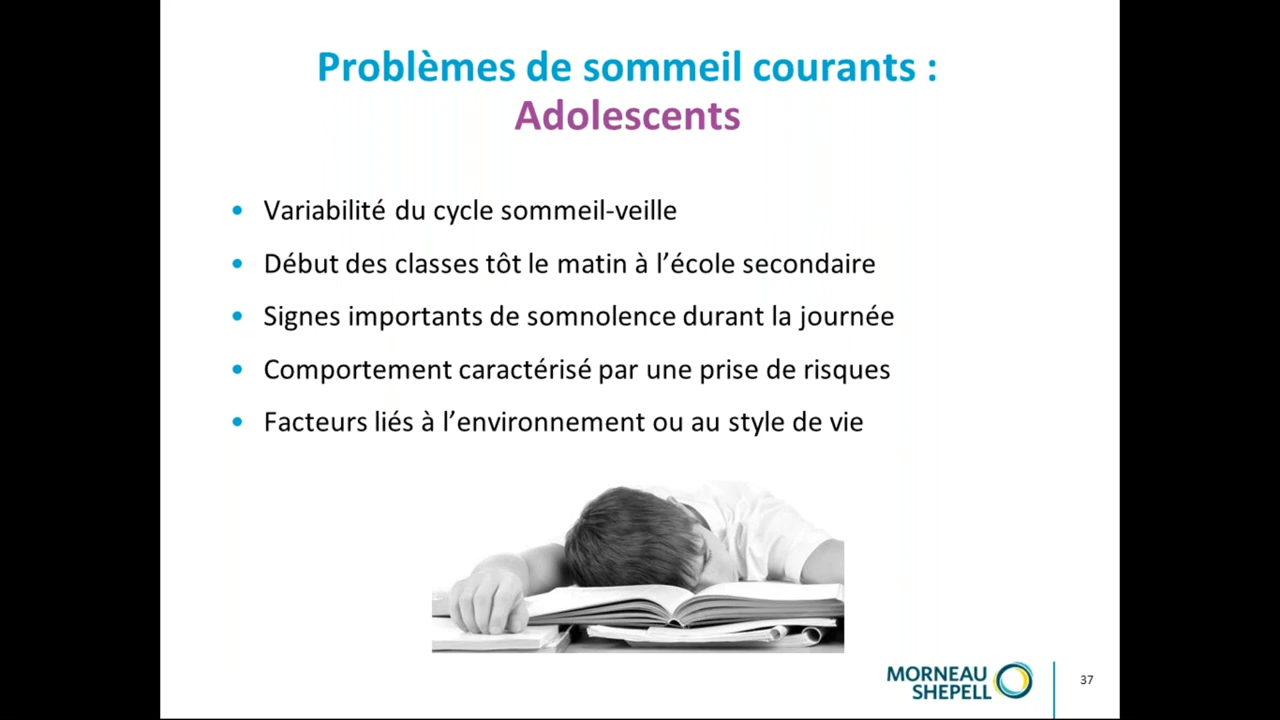 Problèmes de sommeil courants :
Adolescents
• Variabilité du cycle sommeil-veille
• Début des classes tôt le matin à l’école secondaire
• Signes importants de somnolence durant la journée
• Comportement caractérisé par une prise de risques
• Facteurs liés à l’environnement ou au style de vie
MORNEAU
SHEPELL
37